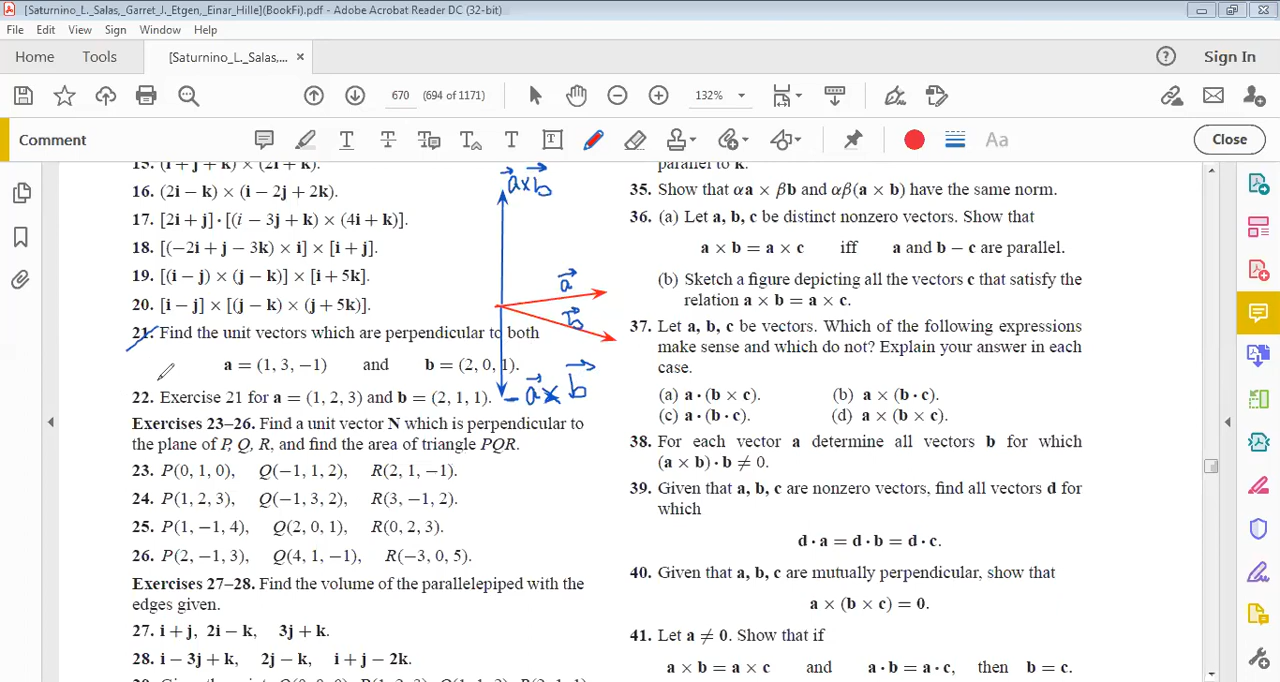 [Saturnino_L._Salas,_Garret_J._Etgen,_Einar_Hille](BookFi).pdf - Adobe Acrobat Reader DC (32-bit)
File Edit View Sign Window Help
Home Tools [Saturnino_L._Salas,... × Sign In
670 (694 of 1171) 132%
Comment Close
15. (i + j + k) × (2i + k).
16. (2i − k) × (i − 2j + 2k).
17. [2i + j] · [(i − 3j + k) × (4i + k)].
18. [(−2i + j − 3k) × i] × [i + j].
19. [(i − j) × (j − k)] × [i + 5k].
20. [i − j] × [(j − k) × (j + 5k)].
21. Find the unit vectors which are perpendicular to both
a = (1, 3, −1) and b = (2, 0, 1).
22. Exercise 21 for a = (1, 2, 3) and b = (2, 1, 1).
Exercises 23–26. Find a unit vector N which is perpendicular to
the plane of P, Q, R, and find the area of triangle PQR.
23. P(0, 1, 0), Q(−1, 1, 2), R(2, 1, −1).
24. P(1, 2, 3), Q(−1, 3, 2), R(3, −1, 2).
25. P(1, −1, 4), Q(2, 0, 1), R(0, 2, 3).
26. P(2, −1, 3), Q(4, 1, −1), R(−3, 0, 5).
Exercises 27–28. Find the volume of the parallelepiped with the
edges given.
27. i + j, 2i − k, 3j + k.
28. i − 3j + k, 2j − k, i + j − 2k.
a⃗×b⃗
a⃗
b⃗
−a⃗×b⃗
parallel to k.
35. Show that αa × βb and αβ(a × b) have the same norm.
36. (a) Let a, b, c be distinct nonzero vectors. Show that
a × b = a × c iff a and b − c are parallel.
(b) Sketch a figure depicting all the vectors c that satisfy the
relation a × b = a × c.
37. Let a, b, c be vectors. Which of the following expressions
make sense and which do not? Explain your answer in each
case.
(a) a · (b × c). (b) a × (b · c).
(c) a · (b · c). (d) a × (b × c).
38. For each vector a determine all vectors b for which
(a × b) · b ≠ 0.
39. Given that a, b, c are nonzero vectors, find all vectors d for
which
d · a = d · b = d · c.
40. Given that a, b, c are mutually perpendicular, show that
a × (b × c) = 0.
41. Let a ≠ 0. Show that if
a × b = a × c and a · b = a · c, then b = c.